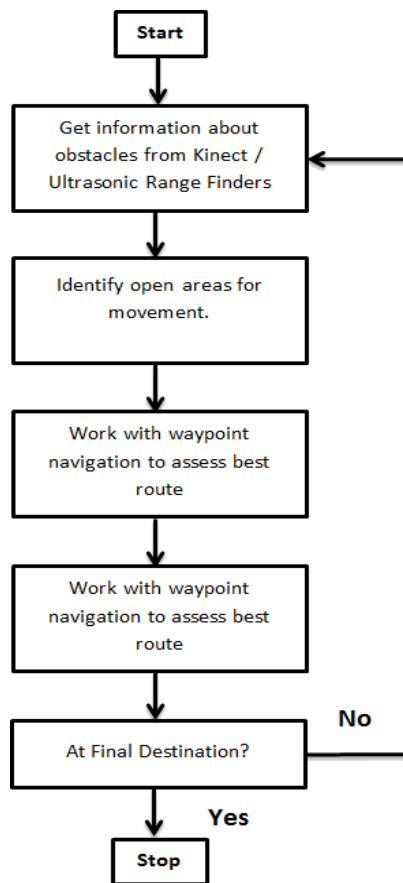 Start
Get information about
obstacles from Kinect /
Ultrasonic Range Finders
Identify open areas for
movement.
Work with waypoint
navigation to assess best
route
Work with waypoint
navigation to assess best
route
No
At Final Destination?
Yes
Stop